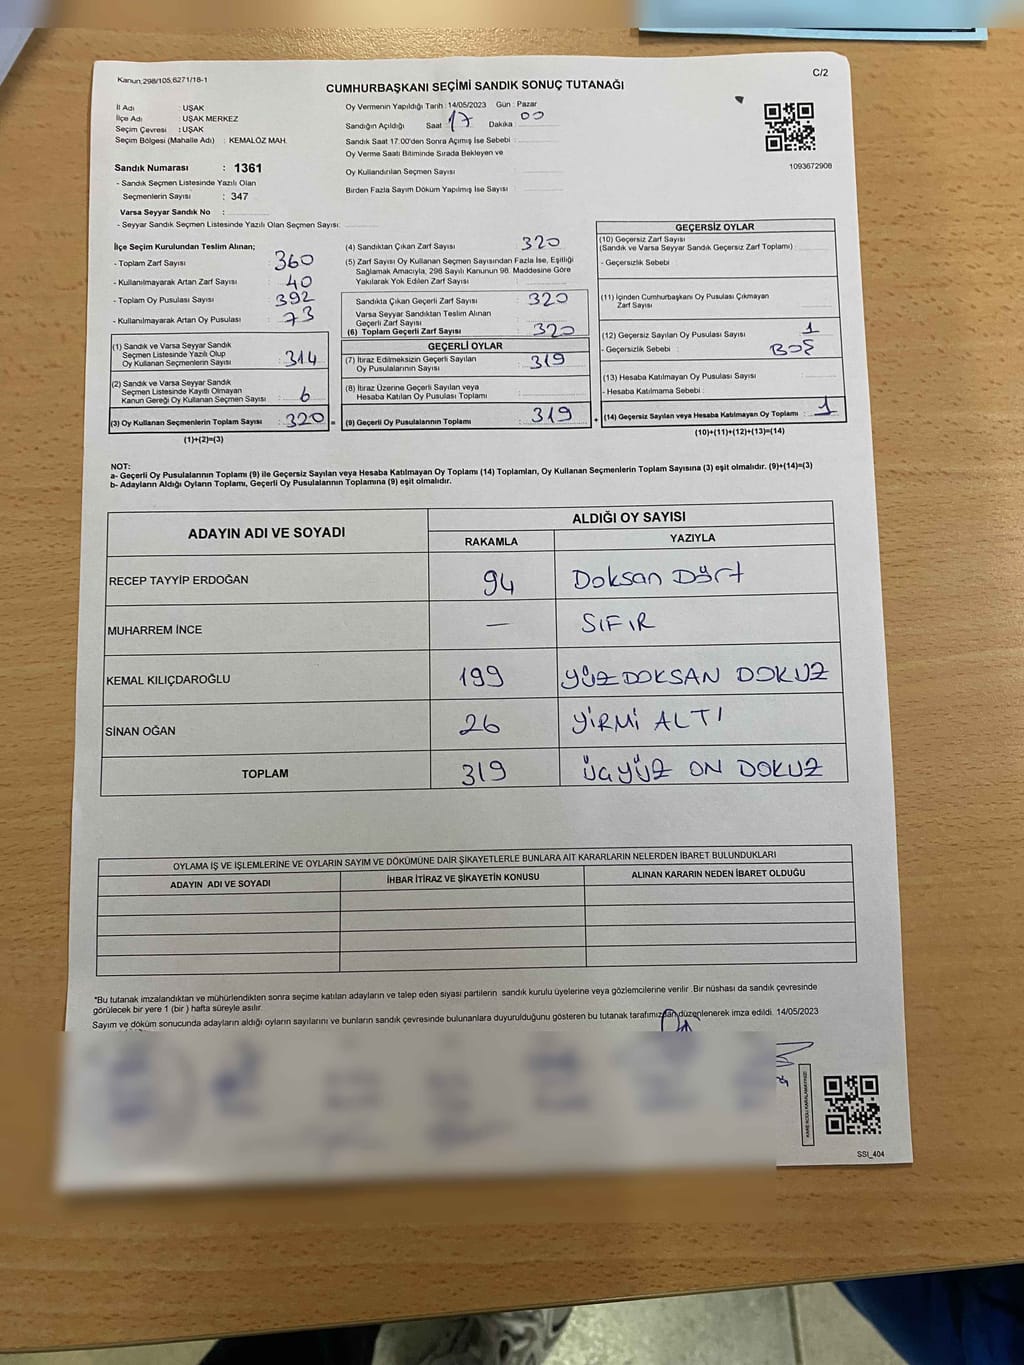 Kanun,298/105,6271/18-1
C/2
CUMHURBAŞKANI SEÇİMİ SANDIK SONUÇ TUTANAĞI
İl Adı : UŞAK
İlçe Adı : UŞAK MERKEZ
Seçim Çevresi : UŞAK
Seçim Bölgesi (Mahalle Adı) : KEMALÖZ MAH.
Sandık Numarası : 1361
- Sandık Seçmen Listesinde Yazılı Olan
Seçmenlerin Sayısı : 347
Varsa Seyyar Sandık No :
- Seyyar Sandık Seçmen Listesinde Yazılı Olan Seçmen Sayısı:
Oy Vermenin Yapıldığı Tarih : 14/05/2023 Gün : Pazar
Sandığın Açıldığı Saat : 17 Dakika : 00
Sandık Saat 17:00'den Sonra Açımış İse Sebebi :
Oy Verme Saati Bitiminde Sırada Bekleyen ve
Oy Kullandırılan Seçmen Sayısı
Birden Fazla Sayım Döküm Yapılmış İse Sayısı
1093672908
İlçe Seçim Kurulundan Teslim Alınan;
- Toplam Zarf Sayısı : 360
- Kullanılmayarak Artan Zarf Sayısı : 40
- Toplam Oy Pusulası Sayısı : 392
- Kullanılmayarak Artan Oy Pusulası : 73
(1) Sandık ve Varsa Seyyar Sandık
Seçmen Listesinde Yazılı Olup
Oy Kullanan Seçmenlerin Sayısı : 314
(2) Sandık ve Varsa Seyyar Sandık
Seçmen Listesinde Kayıtlı Olmayan
Kanun Gereği Oy Kullanan Seçmen Sayısı : 6
(3) Oy Kullanan Seçmenlerin Toplam Sayısı : 320 =
(1)+(2)=(3)
(4) Sandıktan Çıkan Zarf Sayısı : 320
(5) Zarf Sayısı Oy Kullanan Seçmen Sayısından Fazla İse, Eşitliği
Sağlamak Amacıyla, 298 Sayılı Kanunun 98. Maddesine Göre
Yakılarak Yok Edilen Zarf Sayısı :
Sandıkta Çıkan Geçerli Zarf Sayısı : 320
Varsa Seyyar Sandıktan Teslim Alınan
Geçerli Zarf Sayısı
(6) Toplam Geçerli Zarf Sayısı : 320
GEÇERLİ OYLAR
(7) İtiraz Edilmeksizin Geçerli Sayılan
Oy Pusulalarının Sayısı : 319
(8) İtiraz Üzerine Geçerli Sayılan veya
Hesaba Katılan Oy Pusulası Toplamı :
(9) Geçerli Oy Pusulalarının Toplamı : 319 +
GEÇERSİZ OYLAR
(10) Geçersiz Zarf Sayısı
(Sandık ve Varsa Seyyar Sandık Geçersiz Zarf Toplamı) :
- Geçersizlik Sebebi :
(11) İçinden Cumhurbaşkanı Oy Pusulası Çıkmayan
Zarf Sayısı :
(12) Geçersiz Sayılan Oy Pusulası Sayısı : 1
- Geçersizlik Sebebi : BOŞ
(13) Hesaba Katılmayan Oy Pusulası Sayısı :
- Hesaba Katılmama Sebebi :
(14) Geçersiz Sayılan veya Hesaba Katılmayan Oy Toplamı : 1
(10)+(11)+(12)+(13)=(14)
NOT:
a- Geçerli Oy Pusulalarının Toplamı (9) ile Geçersiz Sayılan veya Hesaba Katılmayan Oy Toplamı (14) Toplamları, Oy Kullanan Seçmenlerin Toplam Sayısına (3) eşit olmalıdır. (9)+(14)=(3)
b- Adayların Aldığı Oyların Toplamı, Geçerli Oy Pusulalarının Toplamına (9) eşit olmalıdır.
ADAYIN ADI VE SOYADI
ALDIĞI OY SAYISI
RAKAMLA YAZIYLA
RECEP TAYYİP ERDOĞAN 94 Doksan Dört
MUHARREM İNCE — SIFIR
KEMAL KILIÇDAROĞLU 199 YÜZ DOKSAN DOKUZ
SİNAN OĞAN 26 YİRMİ ALTI
TOPLAM 319 ÜÇ YÜZ ON DOKUZ
OYLAMA İŞ VE İŞLEMLERİNE VE OYLARIN SAYIM VE DÖKÜMÜNE DAİR ŞİKAYETLERLE BUNLARA AİT KARARLARIN NELERDEN İBARET BULUNDUKLARI
ADAYIN ADI VE SOYADI İHBAR İTİRAZ VE ŞİKAYETİN KONUSU ALINAN KARARIN NEDEN İBARET OLDUĞU
*Bu tutanak imzalandıktan ve mühürlendikten sonra seçime katılan adayların ve talep eden siyasi partilerin sandık kurulu üyelerine veya gözlemcilerine verilir. Bir nüshası da sandık çevresinde
görülecek bir yere 1 (bir) hafta süreyle asılır.
Sayım ve döküm sonucunda adayların aldığı oyların sayılarını ve bunların sandık çevresinde bulunanlara duyurulduğunu gösteren bu tutanak tarafımızdan düzenlenerek imza edildi. 14/05/2023
SSI_404